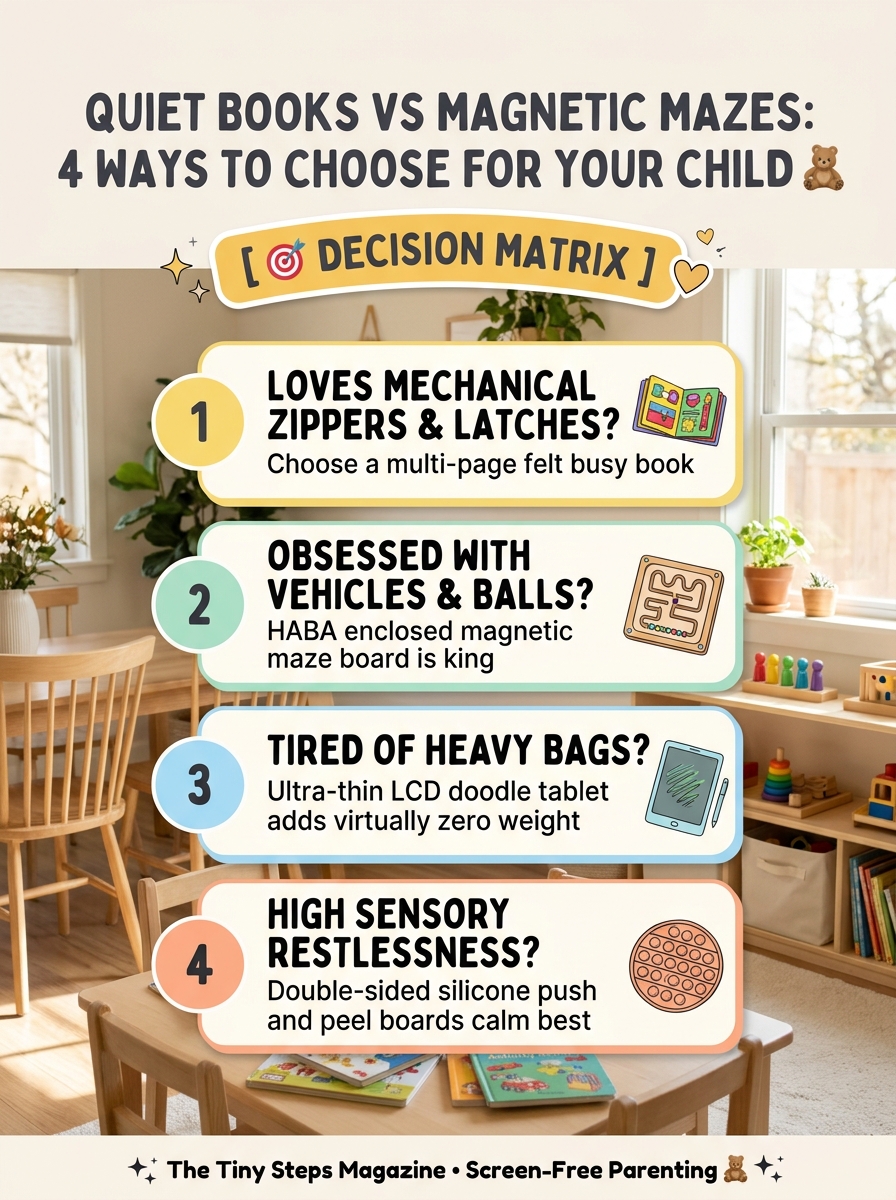 QUIET BOOKS VS MAGNETIC MAZES:
4 WAYS TO CHOOSE FOR YOUR CHILD 🧸
[ 🎯 DECISION MATRIX ]
1
LOVES MECHANICAL
ZIPPERS & LATCHES?
Choose a multi-page felt busy book
2
OBSESSED WITH
VEHICLES & BALLS?
HABA enclosed magnetic
maze board is king
3
TIRED OF HEAVY BAGS?
Ultra-thin LCD doodle tablet
adds virtually zero weight
4
HIGH SENSORY
RESTLESSNESS?
Double-sided silicone push
and peel boards calm best
The Tiny Steps Magazine • Screen-Free Parenting 🧸